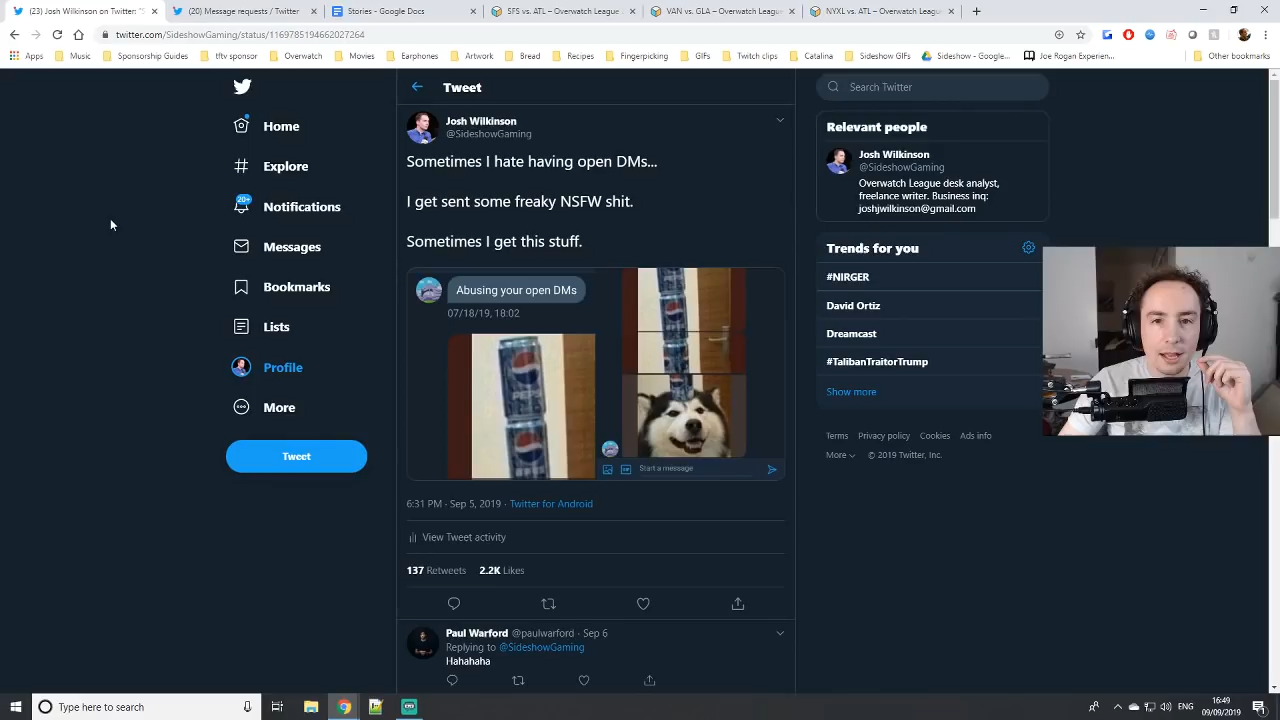 (23) Josh Wilkinson on Twitter: "S
(20) Message requests / Twitter
Stories - Google Docs
SFS vs. ATL – Overwatch League
VAN vs. GLA – Overwatch League
NYXL vs. ATL – Overwatch League
twitter.com/SideshowGaming/status/1169785194662027264
Apps
Music
Sponsorship Guides
tftv sponsor
Overwatch
Movies
Earphones
Artwork
Bread
Recipes
Fingerpicking
GIFs
Twitch clips
Catalina
Sideshow - Google...
Joe Rogan Experien...
Other bookmarks
Home
Explore
20+
Notifications
Messages
Bookmarks
Lists
Profile
More
Tweet
Tweet
Josh Wilkinson
@SideshowGaming
Sometimes I hate having open DMs...
I get sent some freaky NSFW shit.
Sometimes I get this stuff.
Abusing your open DMs
07/18/19, 18:02
Start a message
6:31 PM · Sep 5, 2019 · Twitter for Android
View Tweet activity
137 Retweets 2.2K Likes
Paul Warford @paulwarford · Sep 6
Replying to @SideshowGaming
Hahahaha
Search Twitter
Relevant people
Josh Wilkinson
@SideshowGaming
Overwatch League desk analyst,
freelance writer. Business inq:
joshjwilkinson@gmail.com
Trends for you
#NIRGER
David Ortiz
Dreamcast
#TalibanTraitorTrump
Show more
Terms Privacy policy Cookies Ads info
More © 2019 Twitter, Inc.
Type here to search
ENG
16:49
09/09/2019